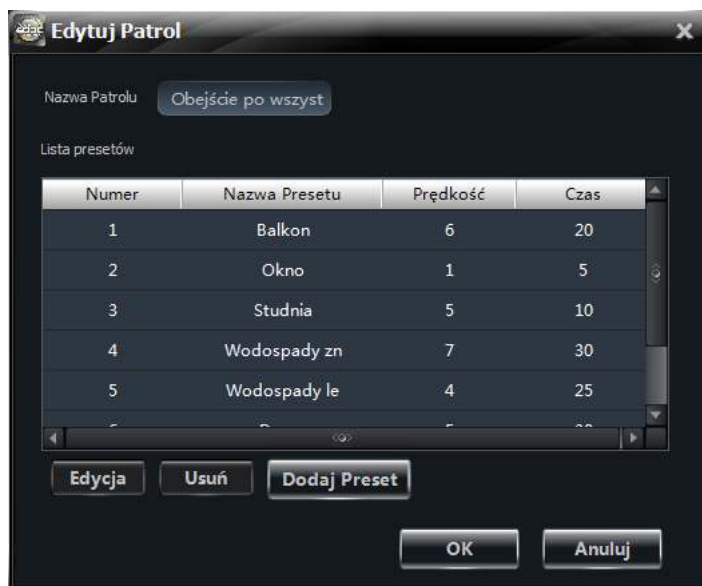 Edytuj Patrol
Nazwa Patrolu Obejście po wszyst
Lista presetów
Numer Nazwa Presetu Prędkość Czas
1 Balkon 6 20
2 Okno 1 5
3 Studnia 5 10
4 Wodospady zn 7 30
5 Wodospady le 4 25
Edycja Usuń Dodaj Preset
OK Anuluj